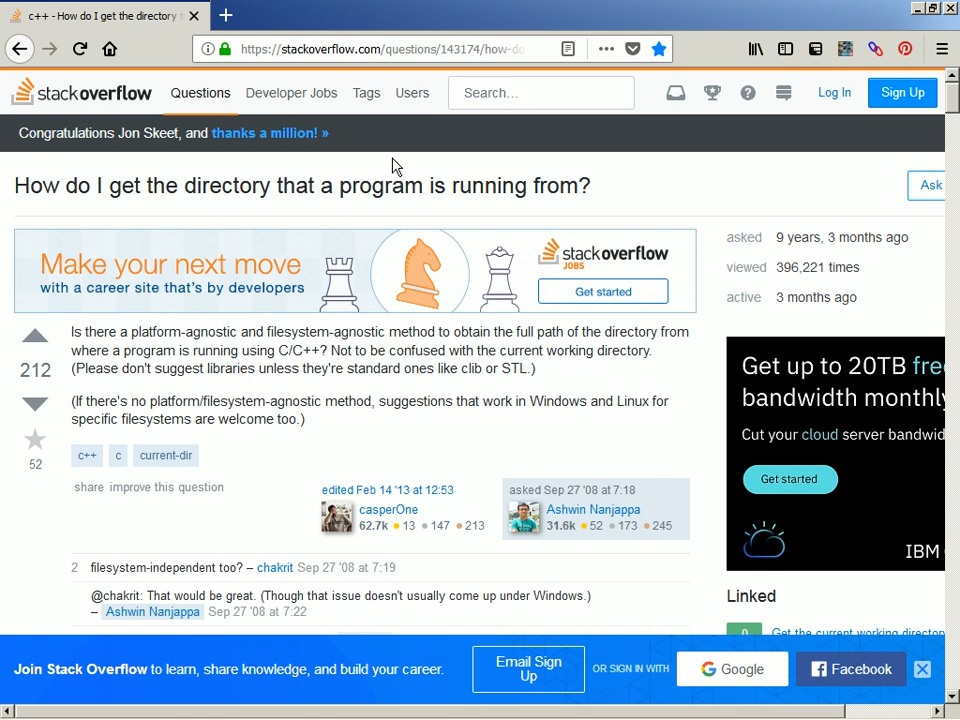 c++ - How do I get the directory
https://stackoverflow.com/questions/143174/how-do
stackoverflow Questions Developer Jobs Tags Users Search... Log In Sign Up
Congratulations Jon Skeet, and thanks a million! »
How do I get the directory that a program is running from?
Ask
Make your next move
with a career site that's by developers
stackoverflow
JOBS
Get started
asked 9 years, 3 months ago
viewed 396,221 times
active 3 months ago
Is there a platform-agnostic and filesystem-agnostic method to obtain the full path of the directory from
where a program is running using C/C++? Not to be confused with the current working directory.
(Please don't suggest libraries unless they're standard ones like clib or STL.)
212
(If there's no platform/filesystem-agnostic method, suggestions that work in Windows and Linux for
specific filesystems are welcome too.)
52
c++ c current-dir
share improve this question
edited Feb 14 '13 at 12:53
casperOne
62.7k 13 147 213
asked Sep 27 '08 at 7:18
Ashwin Nanjappa
31.6k 52 173 245
2 filesystem-independent too? – chakrit Sep 27 '08 at 7:19
@chakrit: That would be great. (Though that issue doesn't usually come up under Windows.)
– Ashwin Nanjappa Sep 27 '08 at 7:22
Get up to 20TB free
bandwidth monthly
Cut your cloud server bandwid
Get started
IBM
Linked
0 Get the current working director
Join Stack Overflow to learn, share knowledge, and build your career.
Email Sign
Up
OR SIGN IN WITH
Google
Facebook